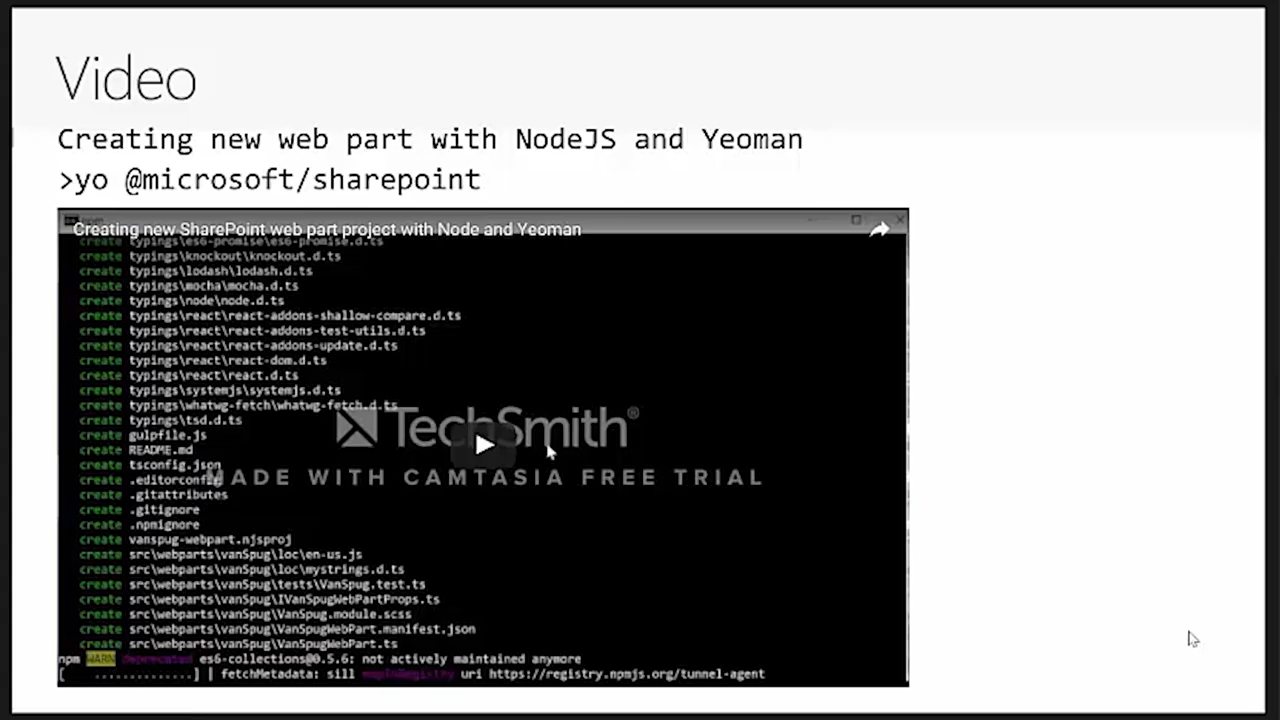 Video
Creating new web part with NodeJS and Yeoman
>yo @microsoft/sharepoint
Creating new SharePoint web part project with Node and Yeoman
create typings\es6-promise\es6-promise.d.ts
create typings\knockout\knockout.d.ts
create typings\lodash\lodash.d.ts
create typings\mocha\mocha.d.ts
create typings\node\node.d.ts
create typings\react\react-addons-shallow-compare.d.ts
create typings\react\react-addons-test-utils.d.ts
create typings\react\react-addons-update.d.ts
create typings\react\react-dom.d.ts
create typings\react\react.d.ts
create typings\systemjs\systemjs.d.ts
create typings\whatwg-fetch\whatwg-fetch.d.ts
create typings\tsd.d.ts
TechSmith®
create gulpfile.js
create README.md
create tsconfig.json
create .editorconfig
MADE WITH CAMTASIA FREE TRIAL
create .gitattributes
create .gitignore
create .npmignore
create vanspug-webpart.njsproj
create src\webparts\vanSpug\loc\en-us.js
create src\webparts\vanSpug\loc\mystrings.d.ts
create src\webparts\vanSpug\tests\VanSpug.test.ts
create src\webparts\vanSpug\IVanSpugWebPartProps.ts
create src\webparts\vanSpug\VanSpug.module.scss
create src\webparts\vanSpug\VanSpugWebPart.manifest.json
create src\webparts\vanSpug\VanSpugWebPart.ts
npm WARN deprecated es6-collections@0.5.6: not actively maintained anymore
[ ..............] | fetchMetadata: sill uri https://registry.npmjs.org/tunnel-agent